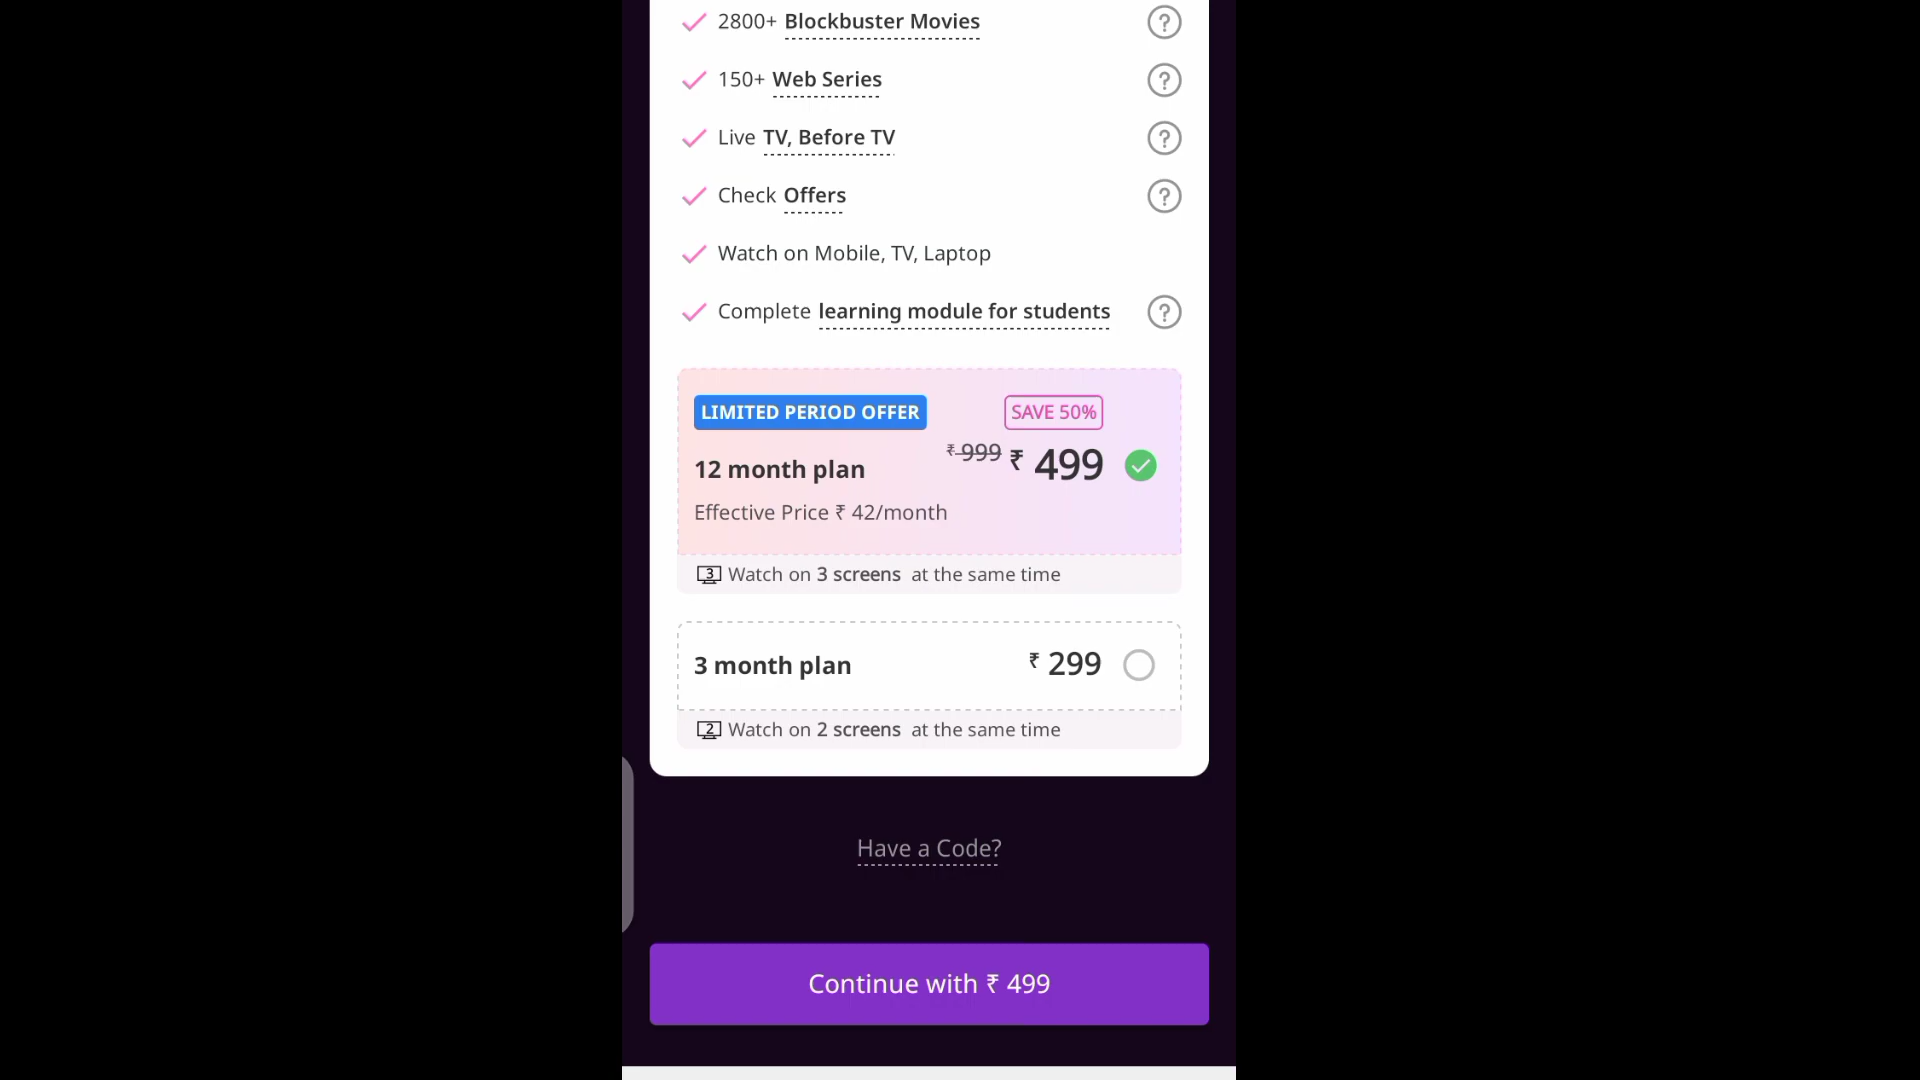 2800+ Blockbuster Movies
150+ Web Series
Live TV, Before TV
Check Offers
Watch on Mobile, TV, Laptop
Complete learning module for students
LIMITED PERIOD OFFER SAVE 50%
12 month plan ₹ 999 ₹ 499
Effective Price ₹ 42/month
3 Watch on 3 screens at the same time
3 month plan ₹ 299
2 Watch on 2 screens at the same time
Have a Code?
Continue with ₹ 499